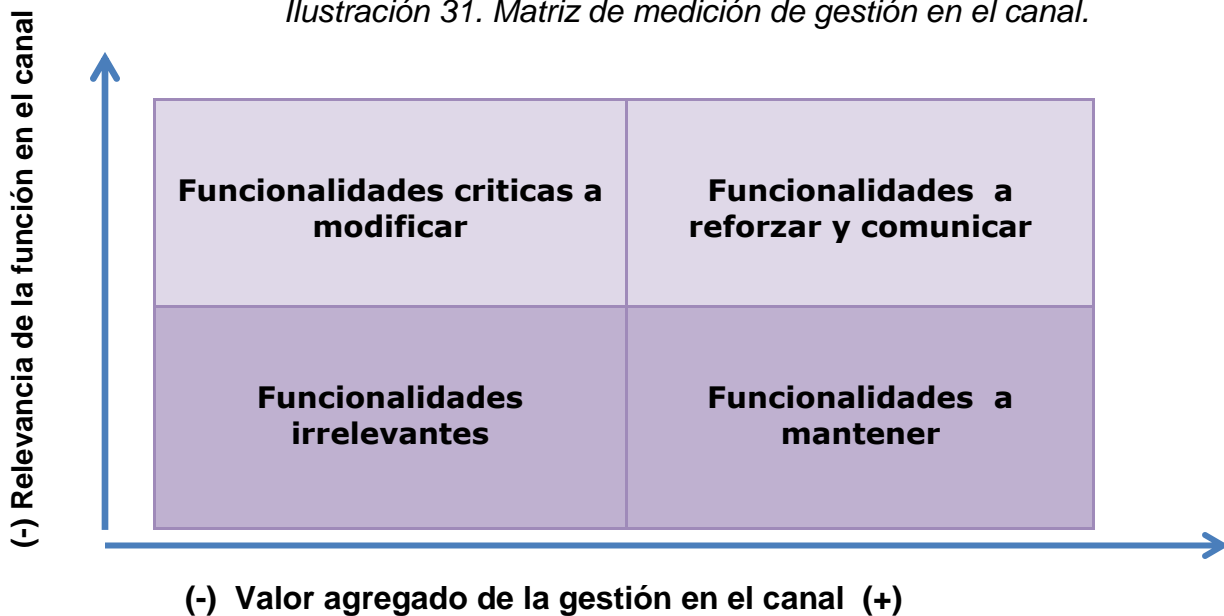 Ilustración 31. Matriz de medición de gestión en el canal.
(-) Relevancia de la función en el canal
Funcionalidades criticas a
modificar
Funcionalidades a
reforzar y comunicar
Funcionalidades
irrelevantes
Funcionalidades a
mantener
(-) Valor agregado de la gestión en el canal (+)